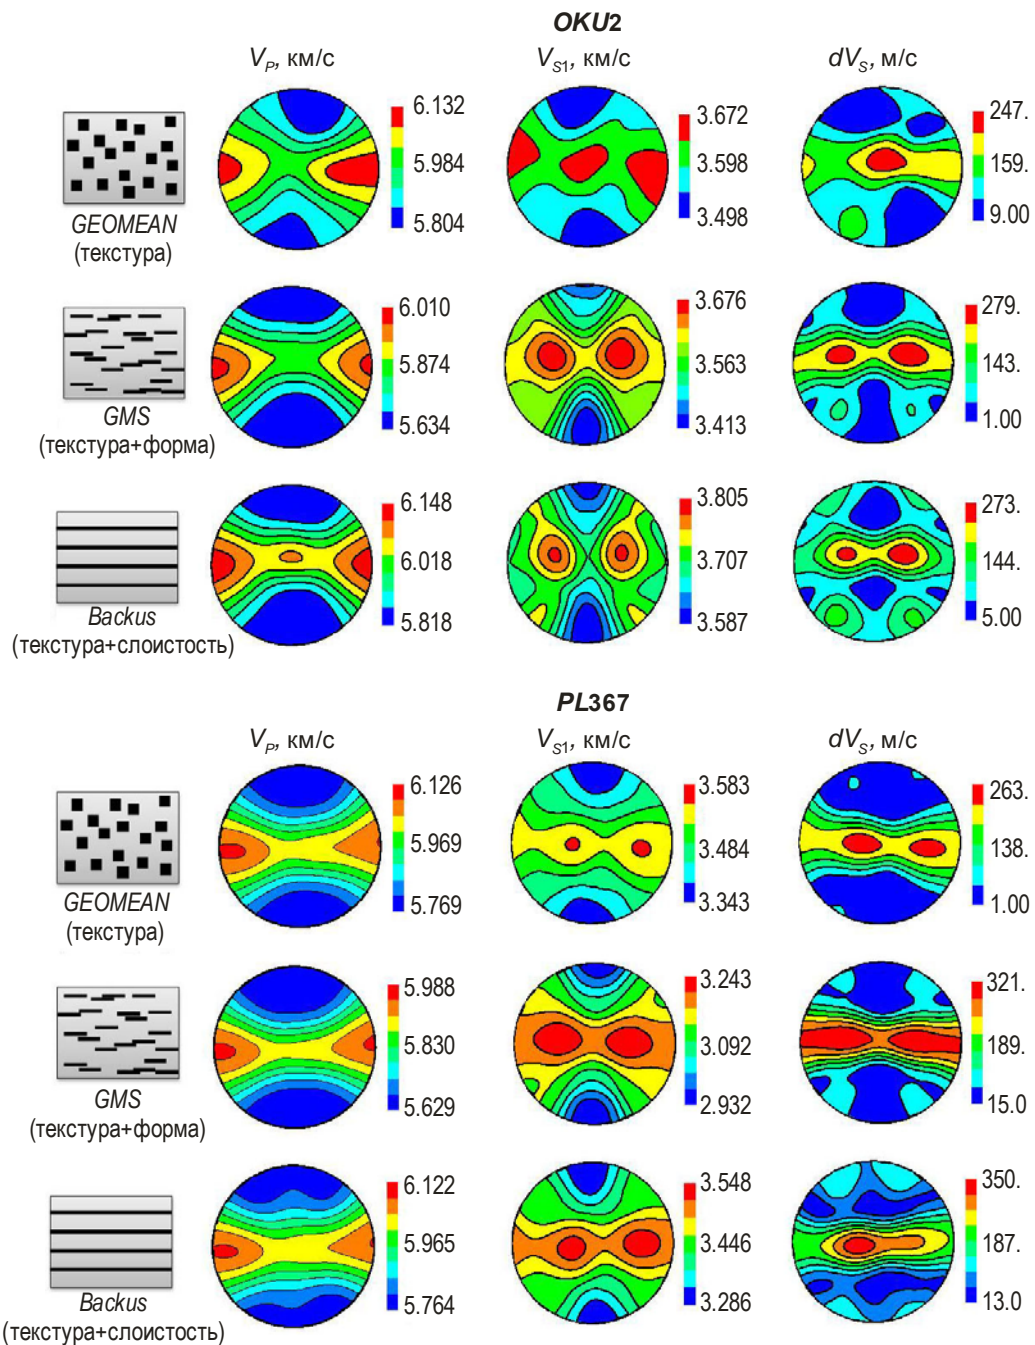 OKU2
VP, км/с
VS1, км/с
dVS, м/с
GEOMEAN
(текстура)
6.132
5.984
5.804
3.672
3.598
3.498
247.
159.
9.00
GMS
(текстура+форма)
6.010
5.874
5.634
3.676
3.563
3.413
279.
143.
1.00
Backus
(текстура+слоистость)
6.148
6.018
5.818
3.805
3.707
3.587
273.
144.
5.00
PL367
VP, км/с
VS1, км/с
dVS, м/с
GEOMEAN
(текстура)
6.126
5.969
5.769
3.583
3.484
3.343
263.
138.
1.00
GMS
(текстура+форма)
5.988
5.830
5.629
3.243
3.092
2.932
321.
189.
15.0
Backus
(текстура+слоистость)
6.122
5.965
5.764
3.548
3.446
3.286
350.
187.
13.0